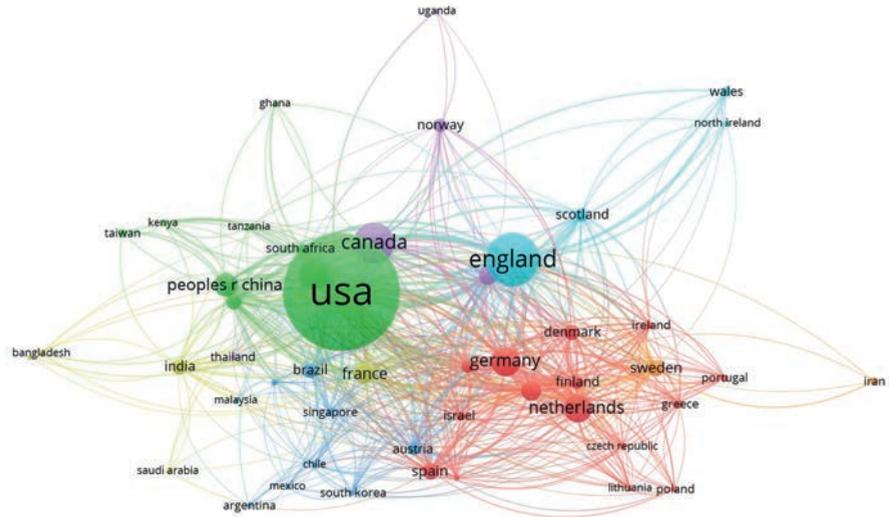 uganda
wales
ghana
north ireland
norway
scotland
kenya
tanzania
taiwan
canada
south africa
england
peoples r china
usa
ireland
denmark
bangladesh
thailand
germany
india
sweden
brazil
france
portugal
iran
finland
malaysia
greece
netherlands
singapore
israel
czech republic
austria
chile
saudi arabia
spain
mexico
lithuania
poland
south korea
argentina